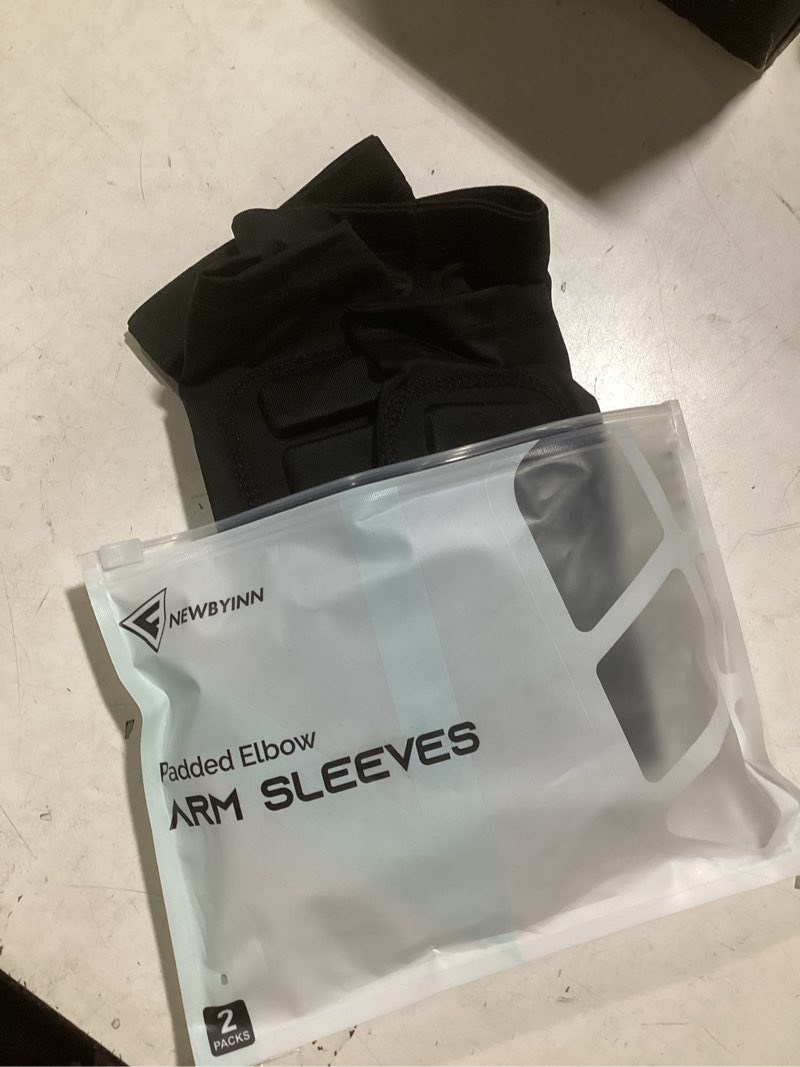 NEWBYINN
Padded Elbow
ARM SLEEVES
2
PACKS